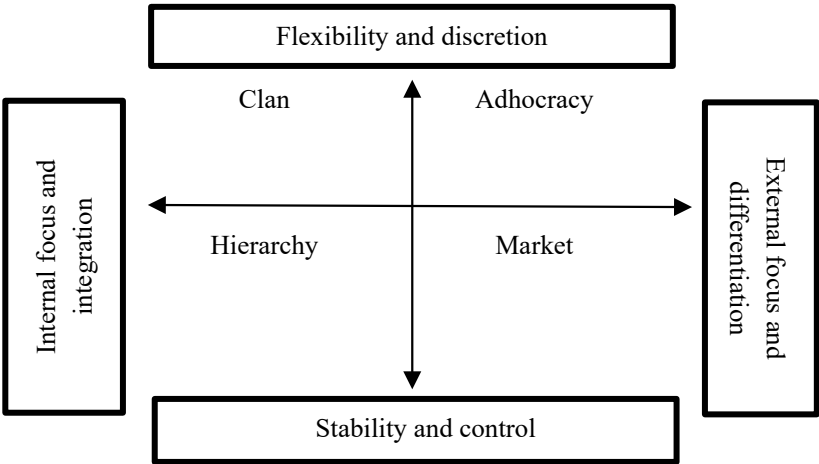 Flexibility and discretion
Clan
Adhocracy
Internal focus and
integration
External focus and
differentiation
Hierarchy
Market
Stability and control